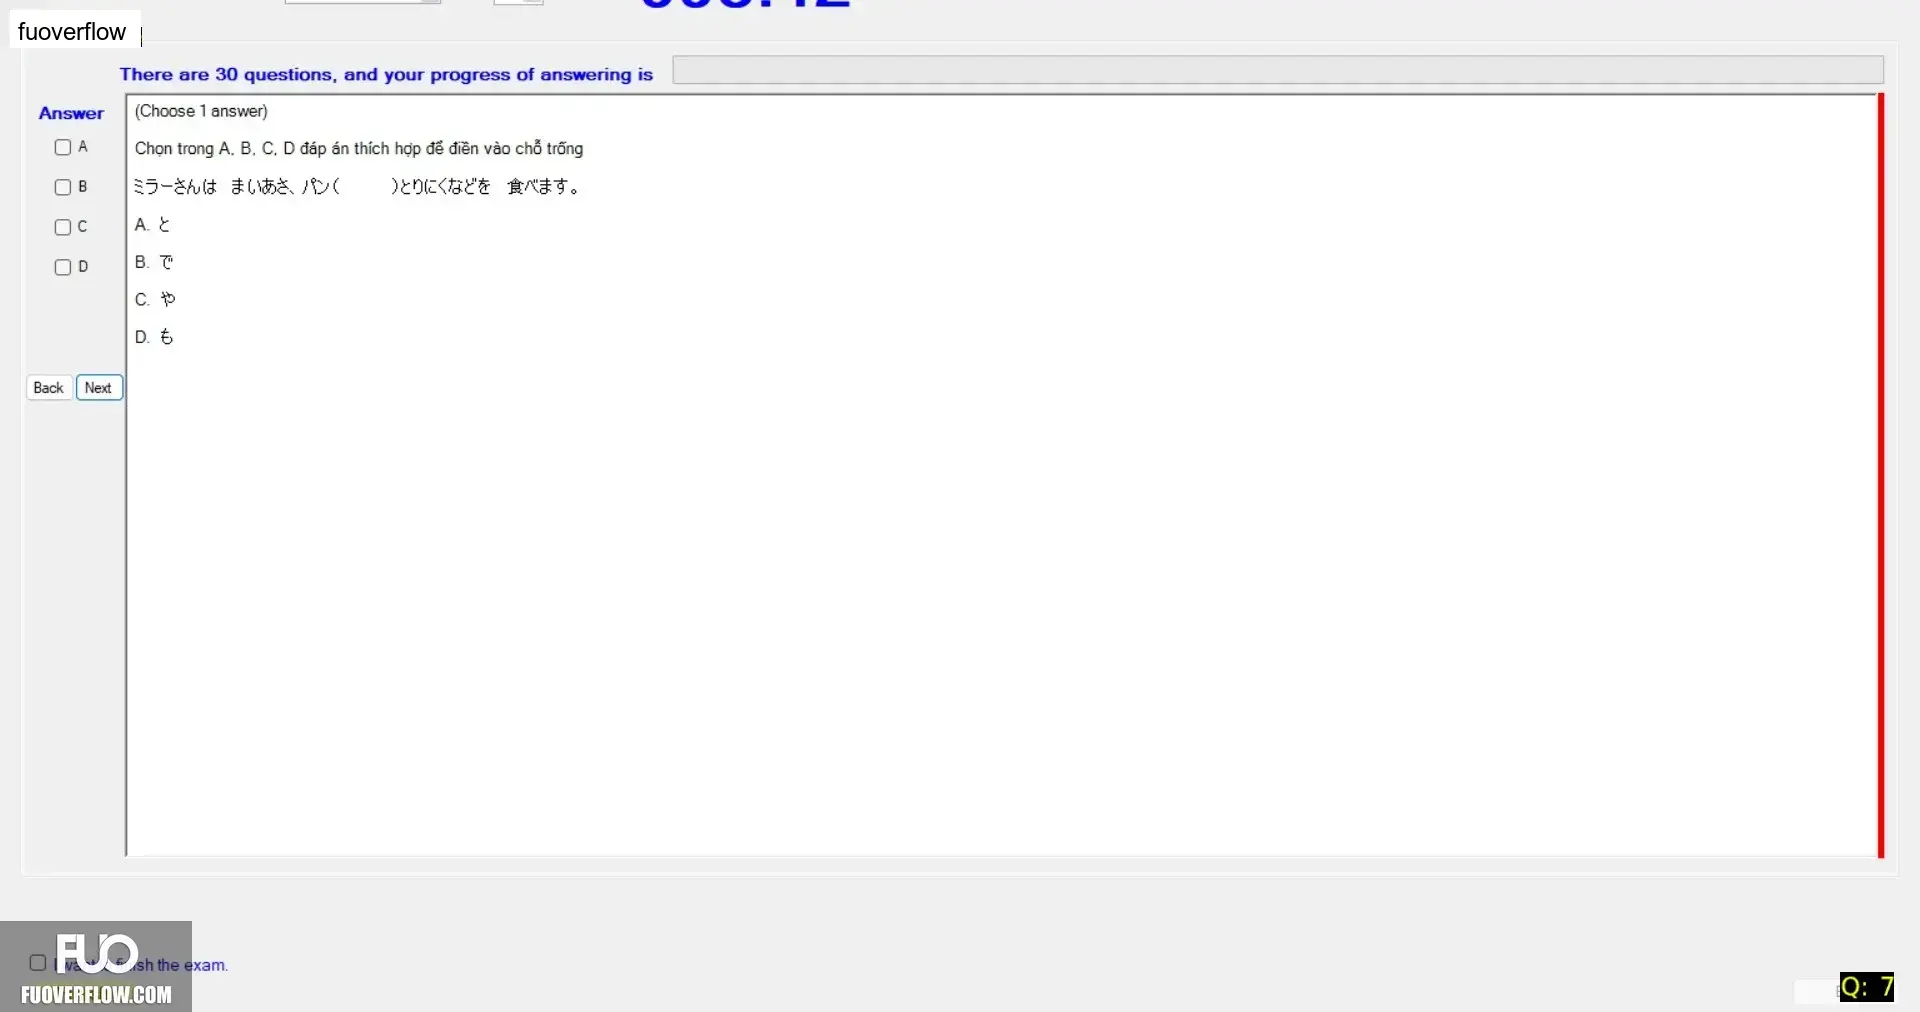 fuoverflow
There are 30 questions, and your progress of answering is
Answer
(Choose 1 answer)
A
Chọn trong A, B, C, D đáp án thích hợp để điền vào chỗ trống
B
ミラーさんは　まいあさ、パン(　　　)とりにくなどを　食べます。
C
A. と
D
B. で
C. や
D. も
Back Next
FUO
the exam.
FUOVERFLOW.COM
Q: 7